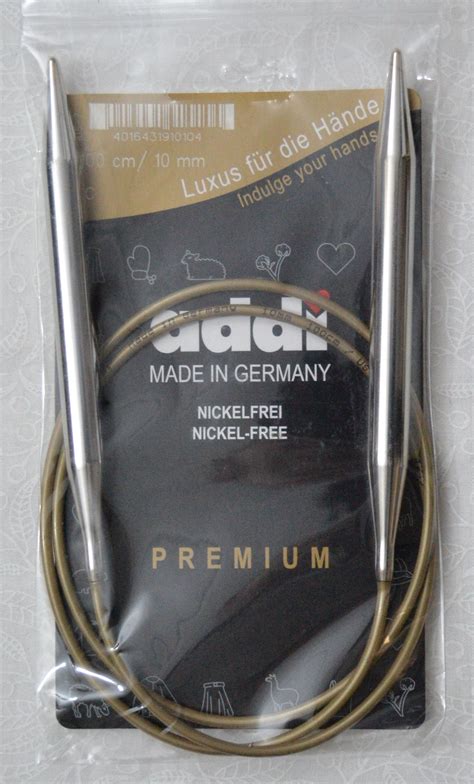 4016431910104
00 cm/ 10 mm
Luxus für die Hände
Indulge your hands
addi
MADE IN GERMANY
NICKELFREI
NICKEL-FREE
PREMIUM